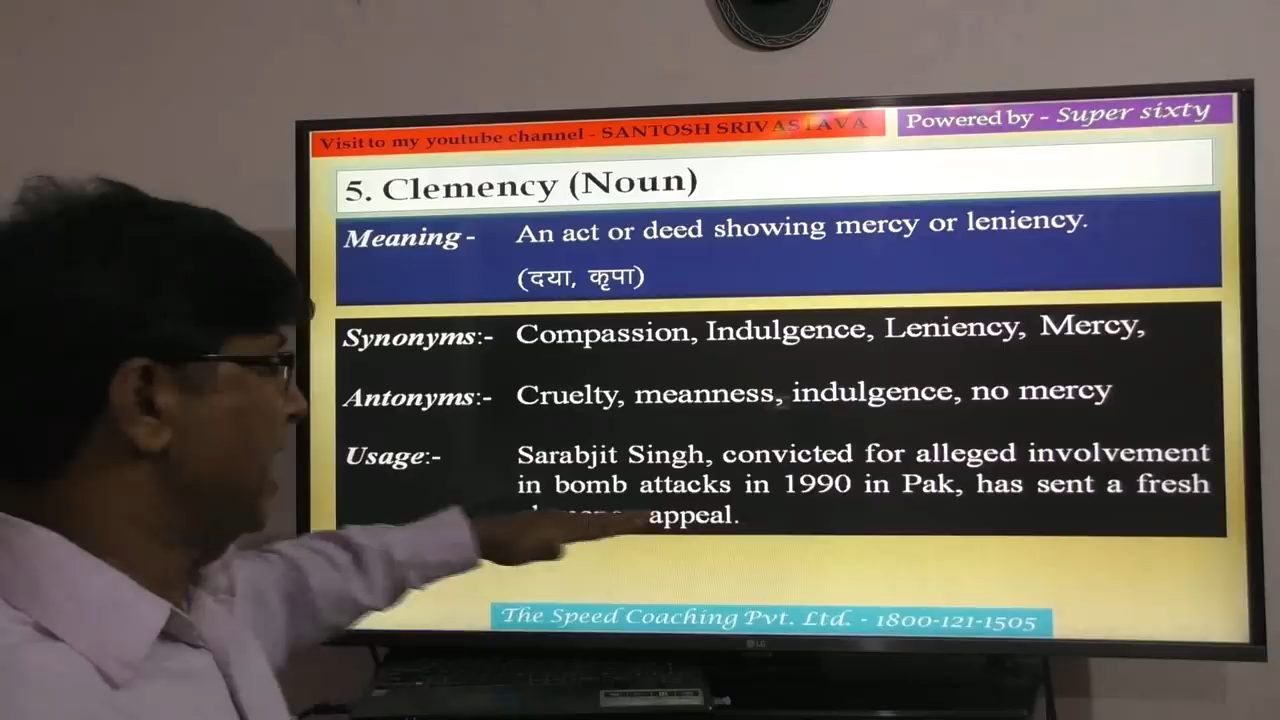 Visit to my youtube channel - SANTOSH SRIVASTAVA
Powered by - Super sixty
5. Clemency (Noun)
Meaning - An act or deed showing mercy or leniency.
(दया, कृपा)
Synonyms:- Compassion, Indulgence, Leniency, Mercy,
Antonyms:- Cruelty, meanness, indulgence, no mercy
Usage:- Sarabjit Singh, convicted for alleged involvement
in bomb attacks in 1990 in Pak, has sent a fresh
appeal.
The Speed Coaching Pvt. Ltd. - 1800-121-1505
LG